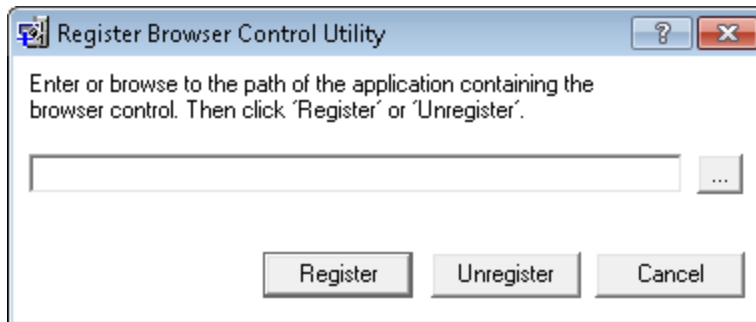 Register Browser Control Utility
Enter or browse to the path of the application containing the
browser control. Then click ´Register´ or ´Unregister´.
...
Register Unregister Cancel